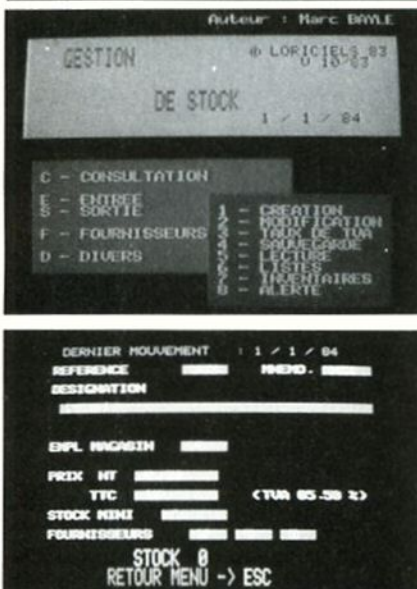 Auteur : Marc BAYLE
GESTION
© LORICIELS 83
V 10/83
DE STOCK
1 / 1 / 84
C - CONSULTATION
E - ENTREE
S - SORTIE
F - FOURNISSEURS
D - DIVERS
1 - CREATION
2 - MODIFICATION
3 - TAUX DE TVA
4 - SAUVEGARDE
5 - LECTURE
6 - LISTES
7 - INVENTAIRES
8 - ALERTE
DERNIER MOUVEMENT : 1 / 1 / 84
REFERENCE MNEMO.
DESIGNATION
EMPL MAGASIN
PRIX HT
TTC (TVA 05.50 %)
STOCK MINI
FOURNISSEURS
STOCK 0
RETOUR MENU -> ESC